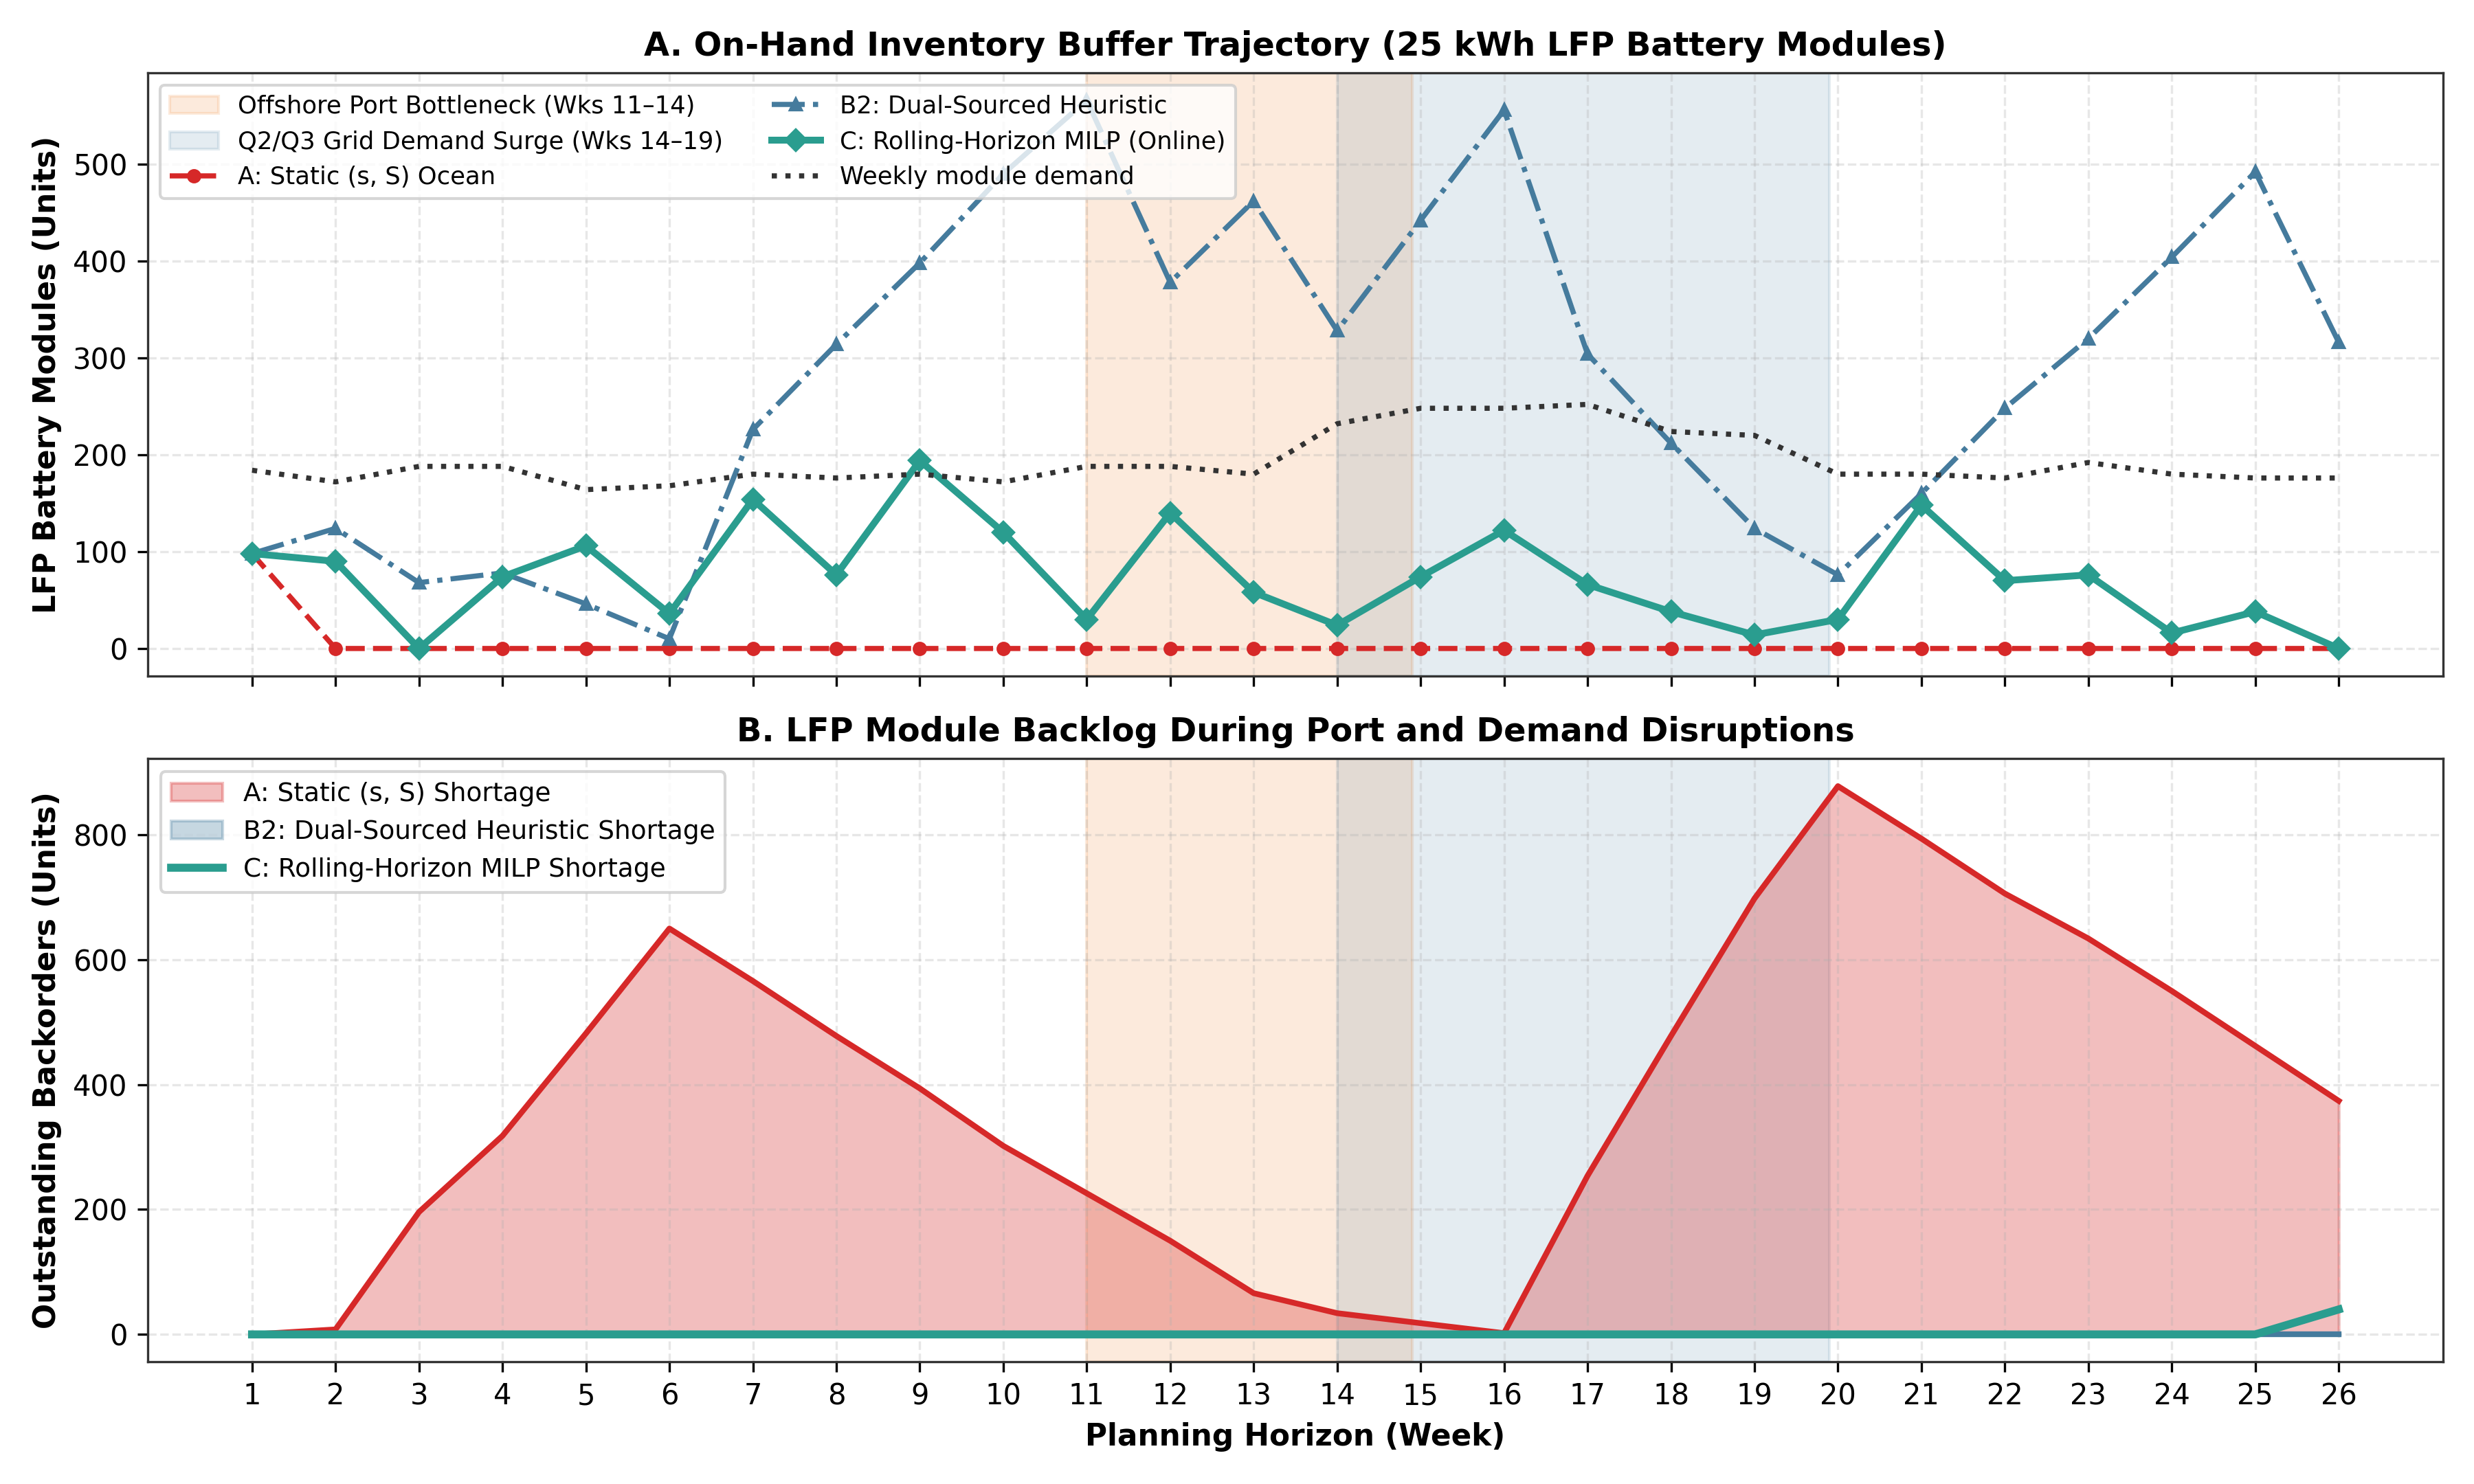 A. On-Hand Inventory Buffer Trajectory (25 kWh LFP Battery Modules)
LFP Battery Modules (Units)
500
400
300
200
100
0
Offshore Port Bottleneck (Wks 11–14)
Q2/Q3 Grid Demand Surge (Wks 14–19)
A: Static (s, S) Ocean
B2: Dual-Sourced Heuristic
C: Rolling-Horizon MILP (Online)
Weekly module demand
B. LFP Module Backlog During Port and Demand Disruptions
Outstanding Backorders (Units)
800
600
400
200
0
A: Static (s, S) Shortage
B2: Dual-Sourced Heuristic Shortage
C: Rolling-Horizon MILP Shortage
1 2 3 4 5 6 7 8 9 10 11 12 13 14 15 16 17 18 19 20 21 22 23 24 25 26
Planning Horizon (Week)